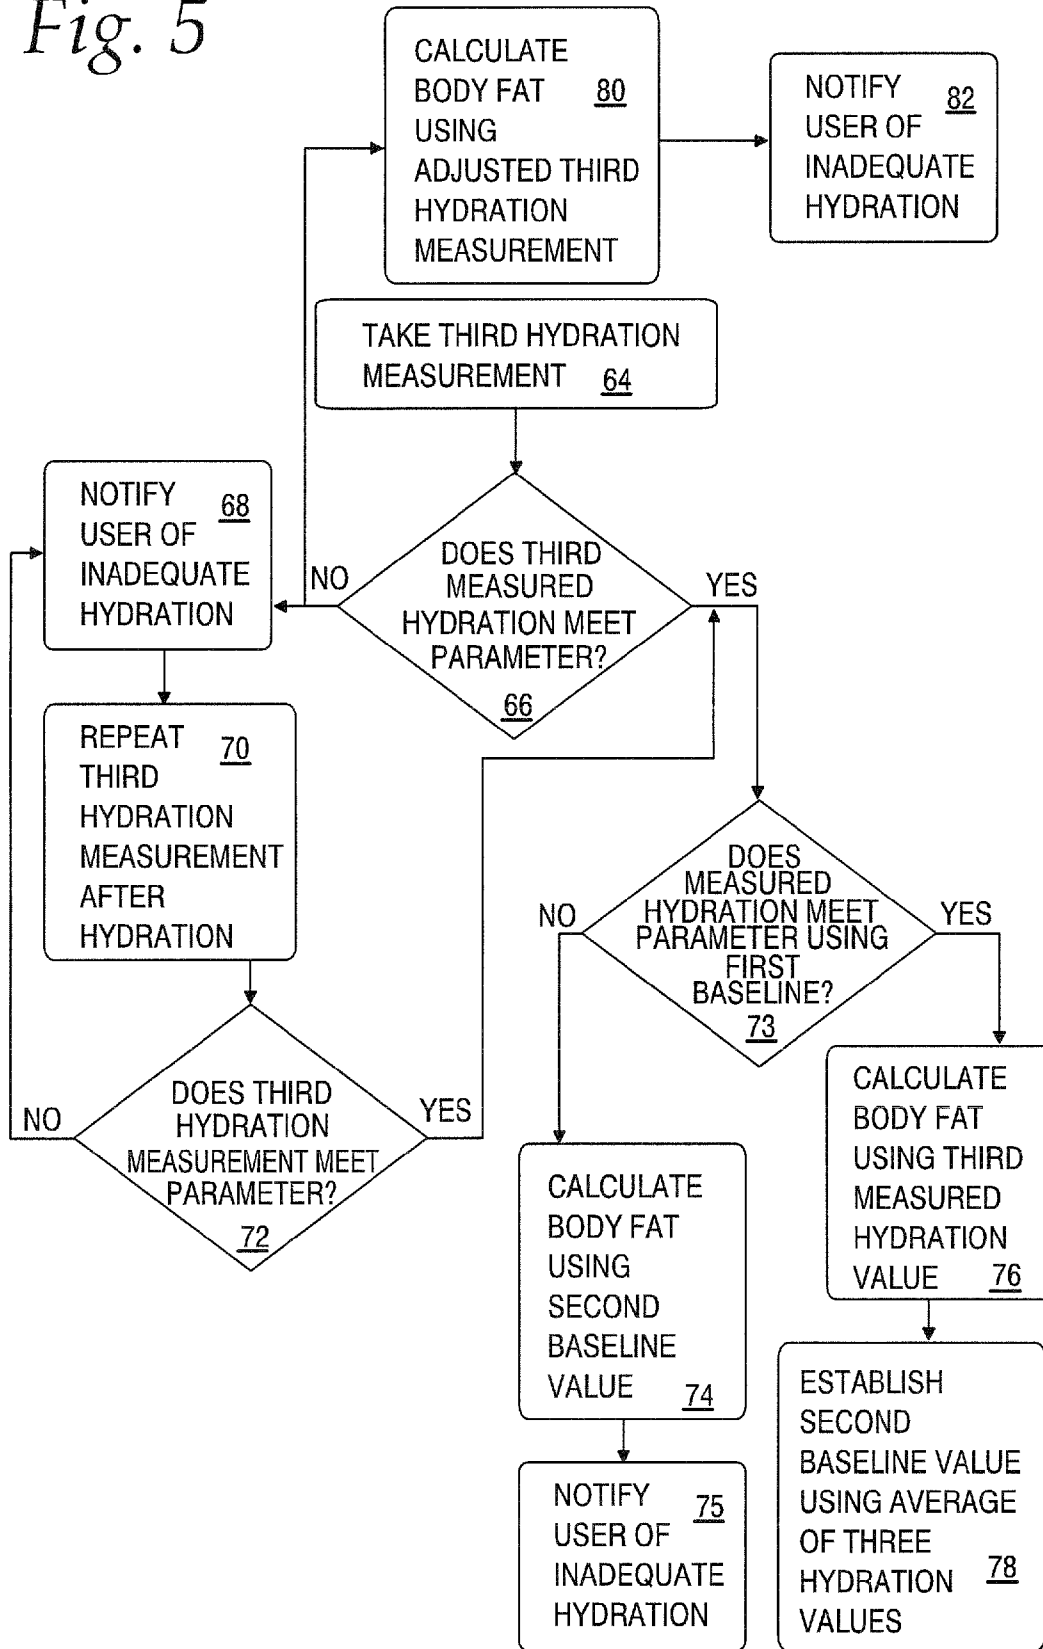 Fig. 5
CALCULATE
BODY FAT 80
USING
ADJUSTED THIRD
HYDRATION
MEASUREMENT
NOTIFY 82
USER OF
INADEQUATE
HYDRATION
TAKE THIRD HYDRATION
MEASUREMENT 64
NOTIFY 68
USER OF
INADEQUATE
HYDRATION
NO
DOES THIRD
MEASURED
HYDRATION MEET
PARAMETER?
66
YES
REPEAT 70
THIRD
HYDRATION
MEASUREMENT
AFTER
HYDRATION
DOES
MEASURED
HYDRATION MEET
PARAMETER USING
FIRST
BASELINE?
73
NO
YES
NO
DOES THIRD
HYDRATION
MEASUREMENT MEET
PARAMETER?
72
YES
CALCULATE
BODY FAT
USING
SECOND
BASELINE
VALUE 74
CALCULATE
BODY FAT
USING THIRD
MEASURED
HYDRATION
VALUE 76
NOTIFY 75
USER OF
INADEQUATE
HYDRATION
ESTABLISH
SECOND
BASELINE VALUE
USING AVERAGE
OF THREE
HYDRATION 78
VALUES